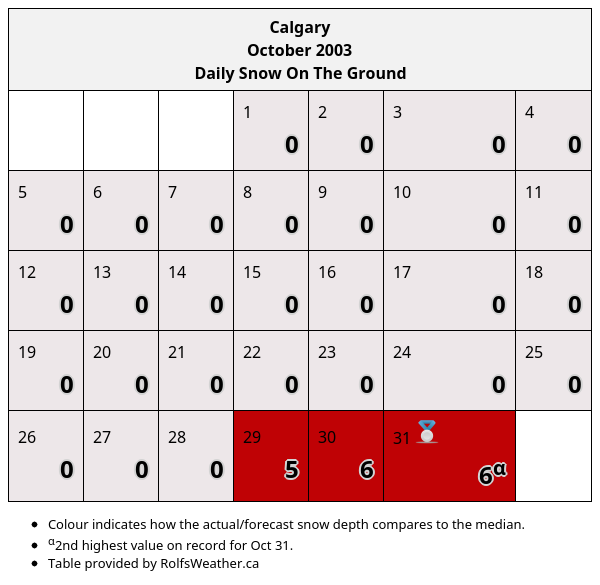 Calgary
October 2003
Daily Snow On The Ground
1 2 3 4
0 0 0 0
5 6 7 8 9 10 11
0 0 0 0 0 0 0
12 13 14 15 16 17 18
0 0 0 0 0 0 0
19 20 21 22 23 24 25
0 0 0 0 0 0 0
26 27 28 29 30 31
0 0 0 5 6 6α
Colour indicates how the actual/forecast snow depth compares to the median.
α2nd highest value on record for Oct 31.
Table provided by RolfsWeather.ca